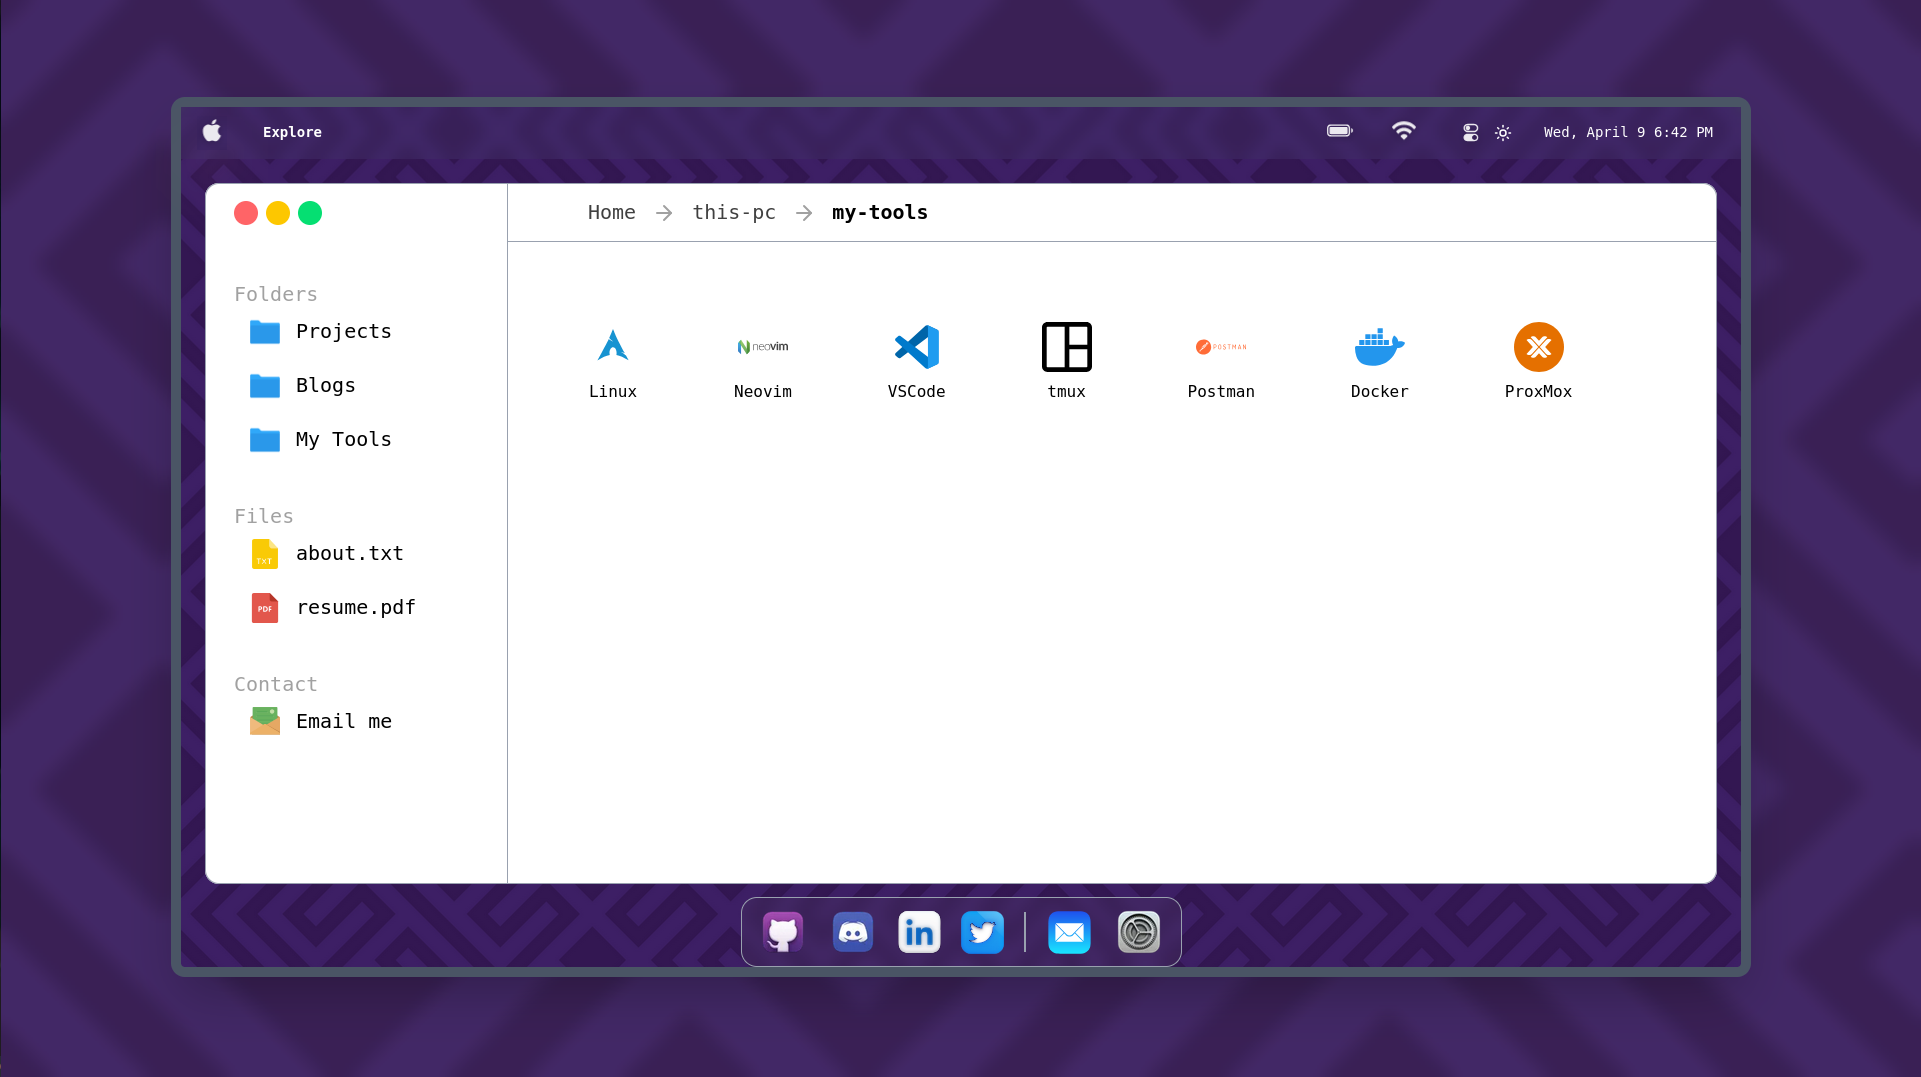 Explore
Wed, April 9 6:42 PM
Home this-pc my-tools
Folders
Projects
Blogs
My Tools
Files
TXT
about.txt
PDF
resume.pdf
Contact
Email me
neovim
POSTMAN
Linux Neovim VSCode tmux Postman Docker ProxMox
in